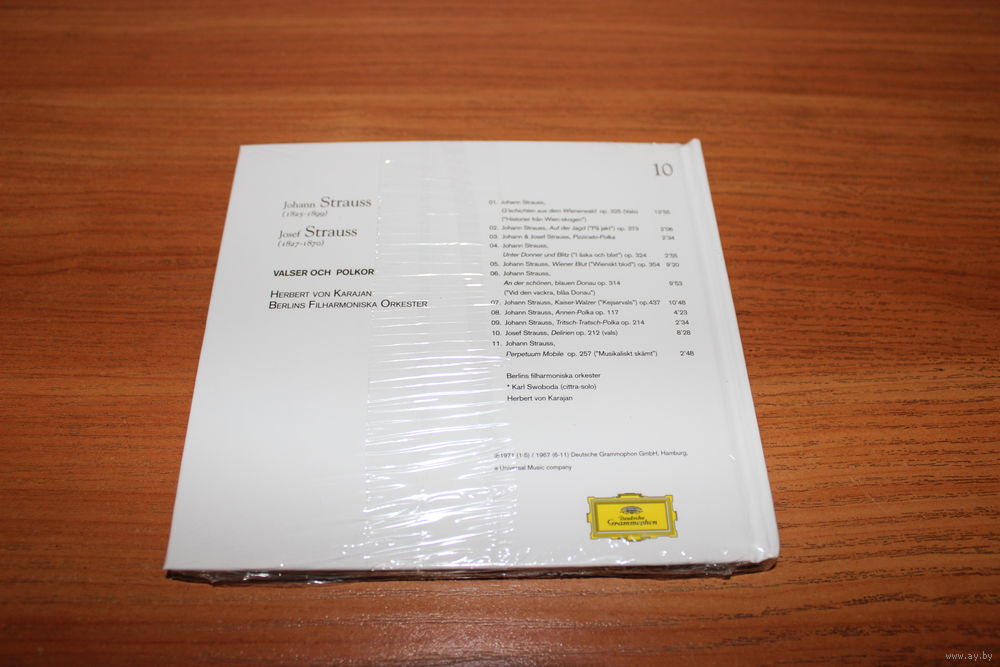 10
Johann Strauss
(1825-1899)
Josef Strauss
(1827-1870)
VALSER OCH POLKOR
HERBERT VON KARAJAN
BERLINS FILHARMONISKA ORKESTER
01. Johann Strauss,
G'schichten aus dem Wienerwald op. 325 (Vals) 13'55
("Historier från Wien-skogen")
02. Johann Strauss, Auf der Jagd ("På jakt") op. 373 2'06
03. Johann & Josef Strauss, Pizzicato-Polka 2'34
04. Johann Strauss,
Unter Donner und Blitz ("I åska och blixt") op. 324 2'55
05. Johann Strauss, Wiener Blut ("Wienskt blod") op. 354 9'20
06. Johann Strauss,
An der schönen, blauen Donau op. 314 9'53
("Vid den vackra, blåa Donau")
07. Johann Strauss, Kaiser-Walzer ("Kejsarvals") op.437 10'48
08. Johann Strauss, Annen-Polka op. 117 4'23
09. Johann Strauss, Tritsch-Tratsch-Polka op. 214 2'34
10. Josef Strauss, Delirien op. 212 (vals) 8'28
11. Johann Strauss,
Perpetuum Mobile op. 257 ("Musikaliskt skämt") 2'48
Berlins filharmoniska orkester
* Karl Swoboda (cittra-solo)
Herbert von Karajan
℗1971 (1-5) / 1967 (6-11) Deutsche Grammophon GmbH, Hamburg,
a Universal Music company
Deutsche
Grammophon
www.ay.by